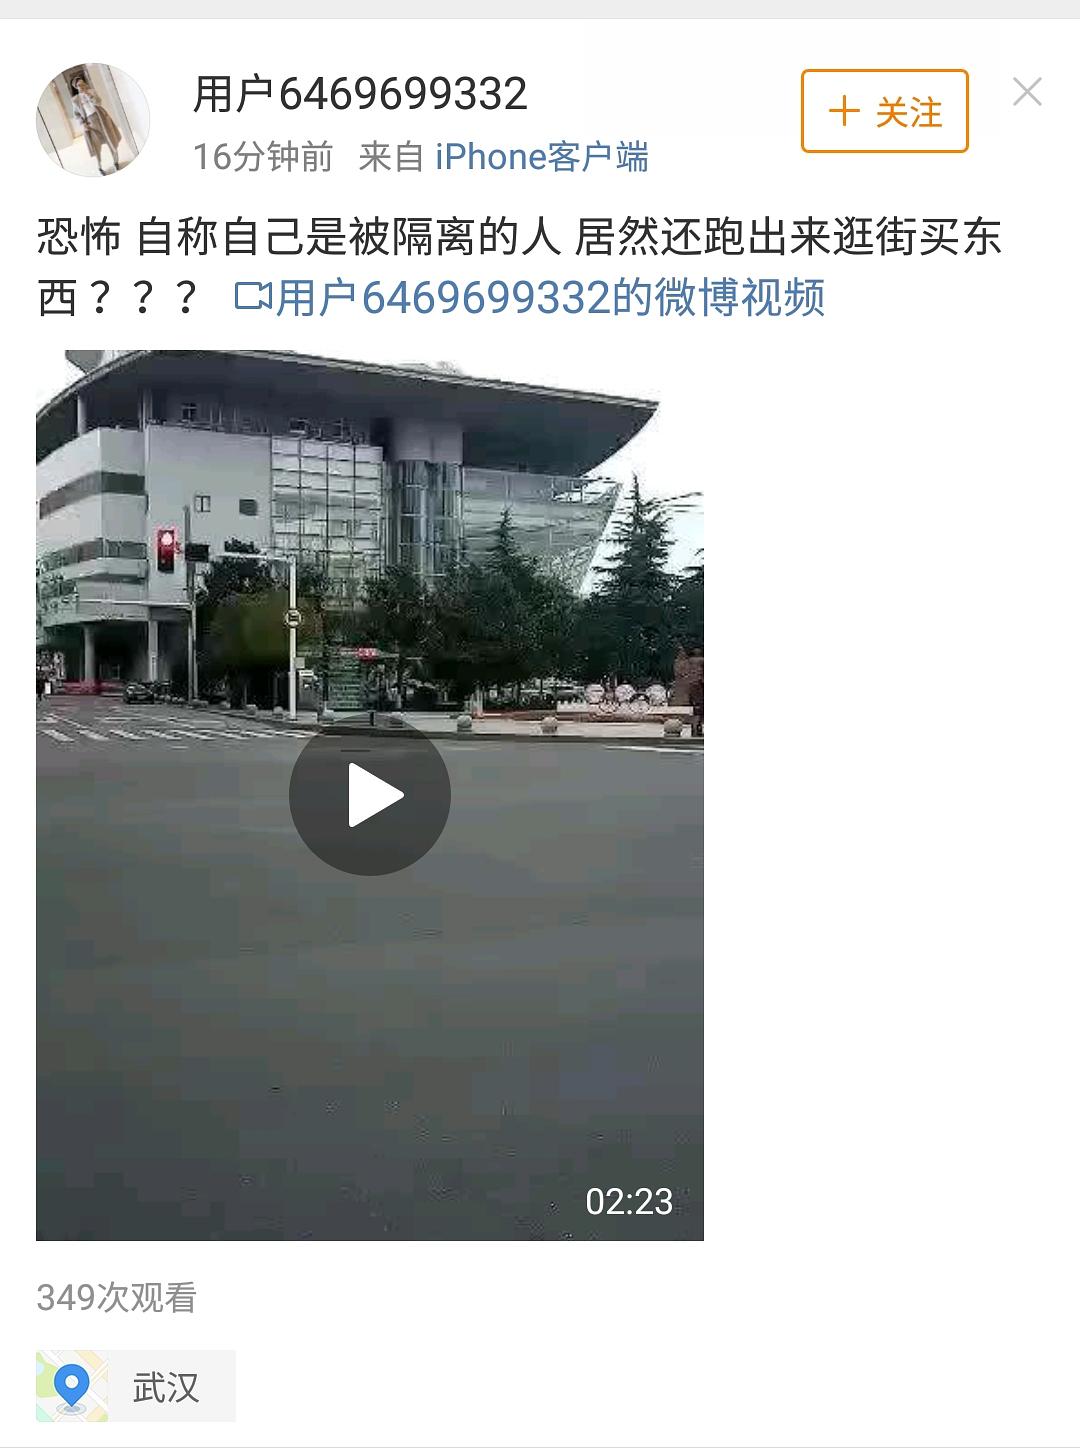 用户6469699332
+ 关注
16分钟前 来自 iPhone客户端
恐怖 自称自己是被隔离的人 居然还跑出来逛街买东
西？？？ 用户6469699332的微博视频
02:23
349次观看
武汉